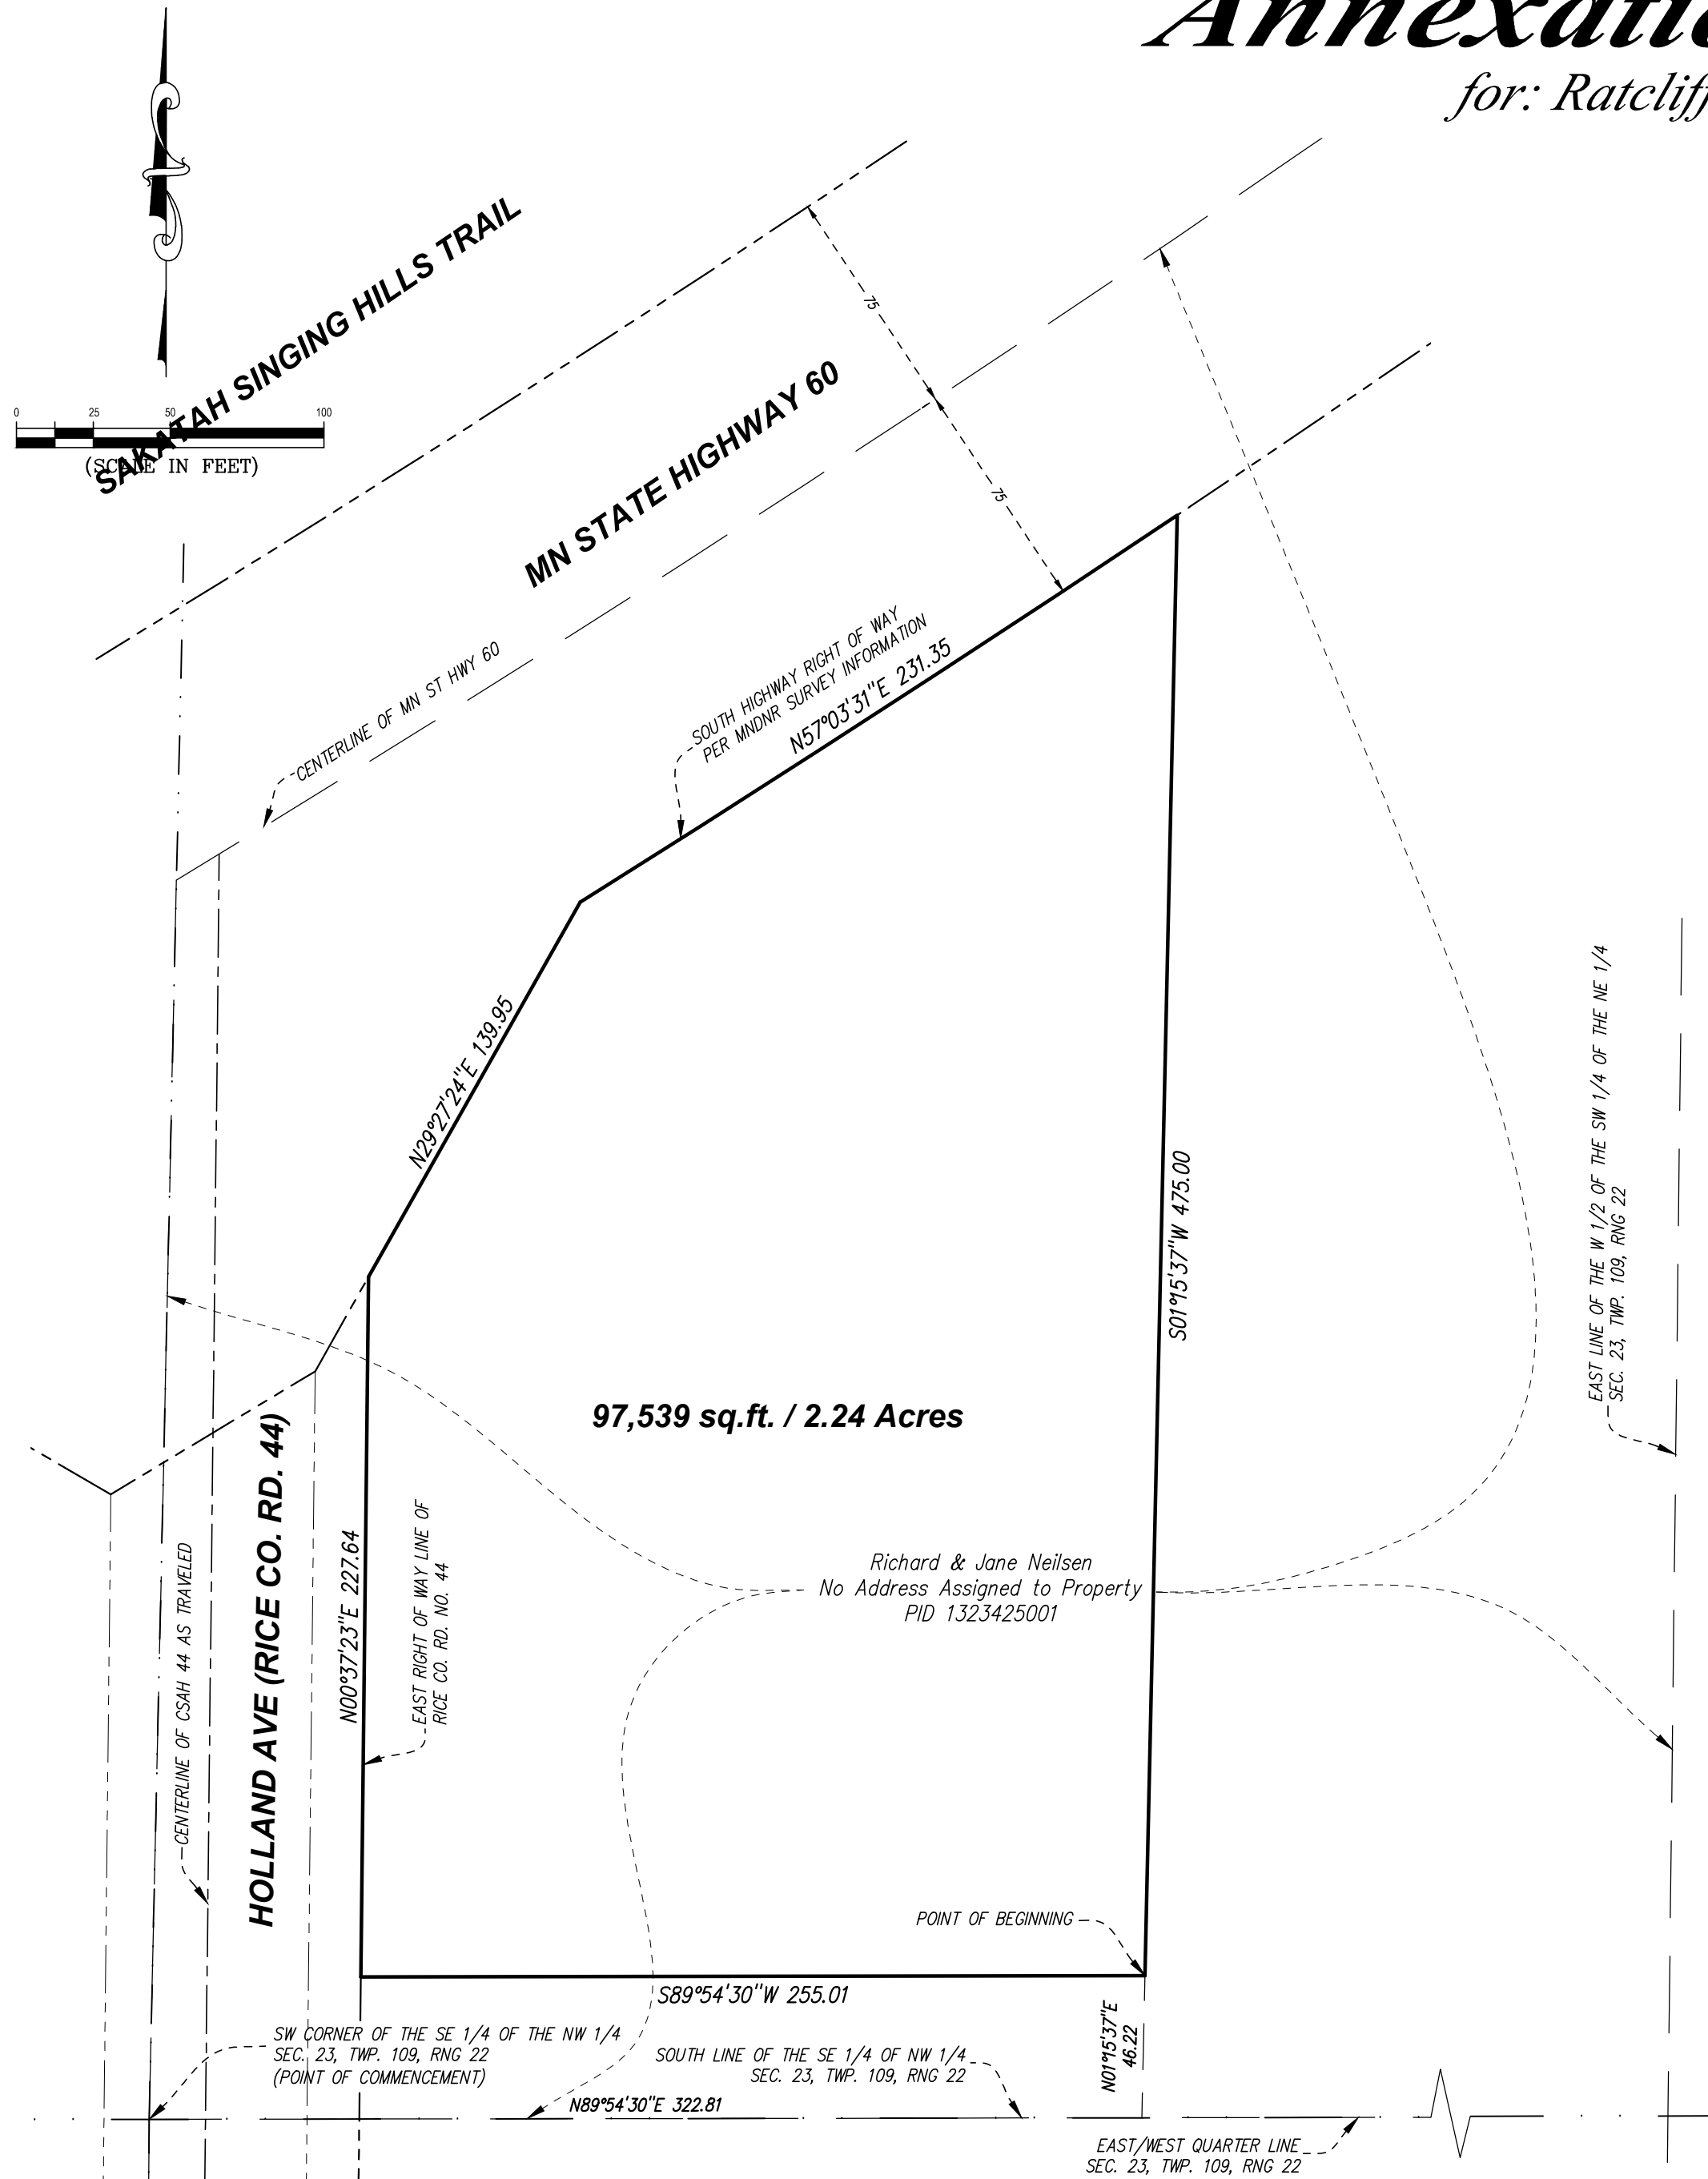 Annexatio
for: Ratcliff
SAKATAH SINGING HILLS TRAIL
0 25 50 100
(SCALE IN FEET)
75
MN STATE HIGHWAY 60
75
CENTERLINE OF MN ST HWY 60
SOUTH HIGHWAY RIGHT OF WAY
PER MNDNR SURVEY INFORMATION
N57°03'31"E 231.35
N29°27'24"E 139.95
S01°15'37"W 475.00
EAST LINE OF THE W 1/2 OF THE SW 1/4 OF THE NE 1/4
SEC. 23, TWP. 109, RNG 22
97,539 sq.ft. / 2.24 Acres
HOLLAND AVE (RICE CO. RD. 44)
CENTERLINE OF CSAH 44 AS TRAVELED
N00°37'23"E 227.64
EAST RIGHT OF WAY LINE OF
RICE CO. RD. NO. 44
Richard & Jane Neilsen
No Address Assigned to Property
PID 1323425001
POINT OF BEGINNING
S89°54'30"W 255.01
N01°15'37"E
46.22
SW CORNER OF THE SE 1/4 OF THE NW 1/4
SEC. 23, TWP. 109, RNG 22
(POINT OF COMMENCEMENT)
SOUTH LINE OF THE SE 1/4 OF NW 1/4
SEC. 23, TWP. 109, RNG 22
N89°54'30"E 322.81
EAST/WEST QUARTER LINE
SEC. 23, TWP. 109, RNG 22